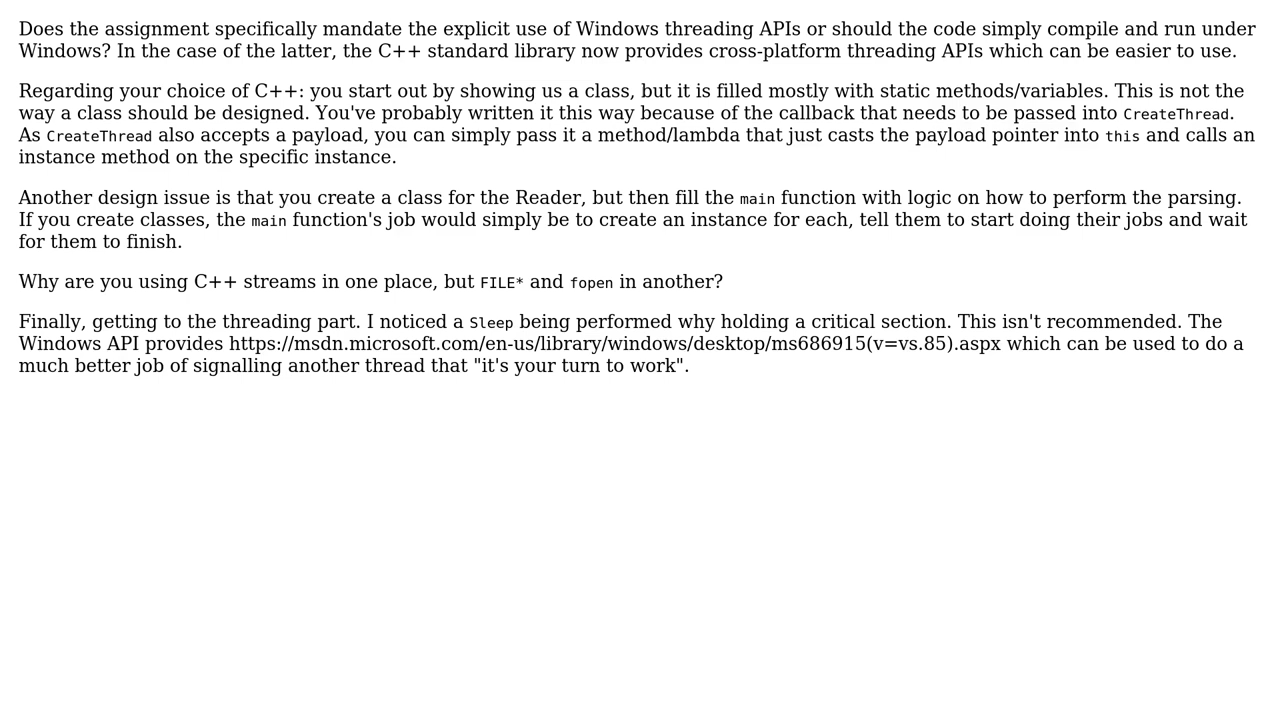 Does the assignment specifically mandate the explicit use of Windows threading APIs or should the code simply compile and run under
Windows? In the case of the latter, the C++ standard library now provides cross-platform threading APIs which can be easier to use.
Regarding your choice of C++: you start out by showing us a class, but it is filled mostly with static methods/variables. This is not the
way a class should be designed. You've probably written it this way because of the callback that needs to be passed into CreateThread.
As CreateThread also accepts a payload, you can simply pass it a method/lambda that just casts the payload pointer into this and calls an
instance method on the specific instance.
Another design issue is that you create a class for the Reader, but then fill the main function with logic on how to perform the parsing.
If you create classes, the main function's job would simply be to create an instance for each, tell them to start doing their jobs and wait
for them to finish.
Why are you using C++ streams in one place, but FILE* and fopen in another?
Finally, getting to the threading part. I noticed a Sleep being performed why holding a critical section. This isn't recommended. The
Windows API provides https://msdn.microsoft.com/en-us/library/windows/desktop/ms686915(v=vs.85).aspx which can be used to do a
much better job of signalling another thread that "it's your turn to work".